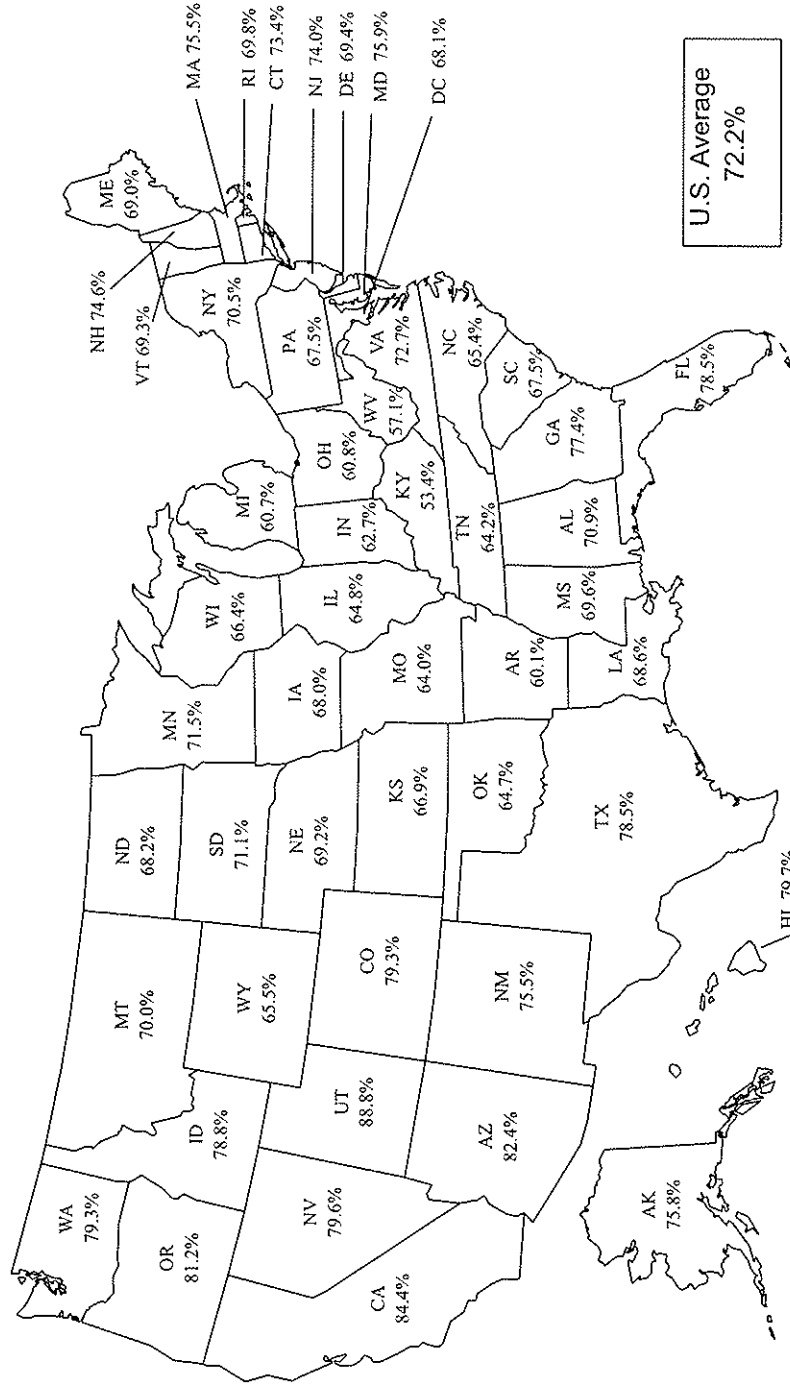 WA
79.3%
OR
81.2%
CA
84.4%
NV
79.6%
ID
78.8%
MT
70.0%
WY
65.5%
UT
88.8%
AZ
82.4%
CO
79.3%
NM
75.5%
ND
68.2%
SD
71.1%
NE
69.2%
KS
66.9%
OK
64.7%
TX
78.5%
MN
71.5%
IA
68.0%
MO
64.0%
AR
60.1%
LA
68.6%
WI
66.4%
IL
64.8%
MI
60.7%
IN
62.7%
OH
60.8%
KY
53.4%
TN
64.2%
MS
69.6%
AL
70.9%
GA
77.4%
FL
78.5%
SC
67.5%
NC
65.4%
VA
72.7%
WV
57.1%
PA
67.5%
NY
70.5%
VT 69.3%
NH 74.6%
ME
69.0%
MA 75.5%
RI 69.8%
CT 73.4%
NJ 74.0%
DE 69.4%
MD 75.9%
DC 68.1%
AK
75.8%
HI 79.7%
U.S. Average
72.2%